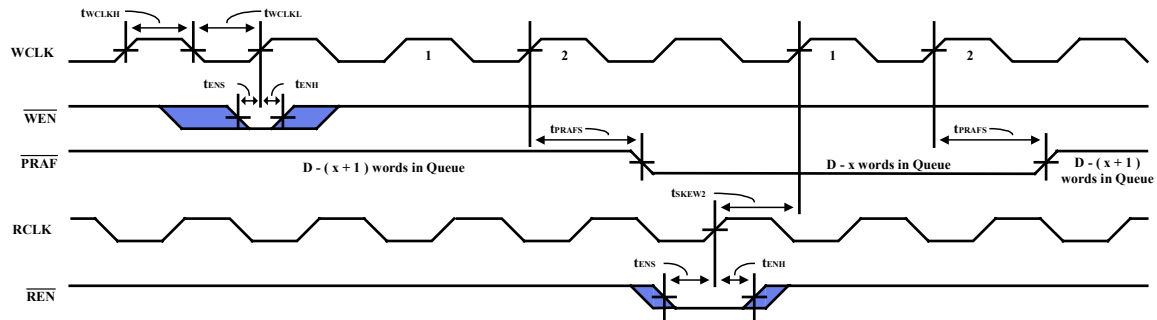 tWCLKH tWCLKL
WCLK 1 2 1 2
tENS tENH
WEN
tPRAFS tPRAFS
PRAF
D - ( x + 1 ) words in Queue D - x words in Queue D - ( x + 1 )
words in Queue
tSKEW2
RCLK
tENS tENH
REN